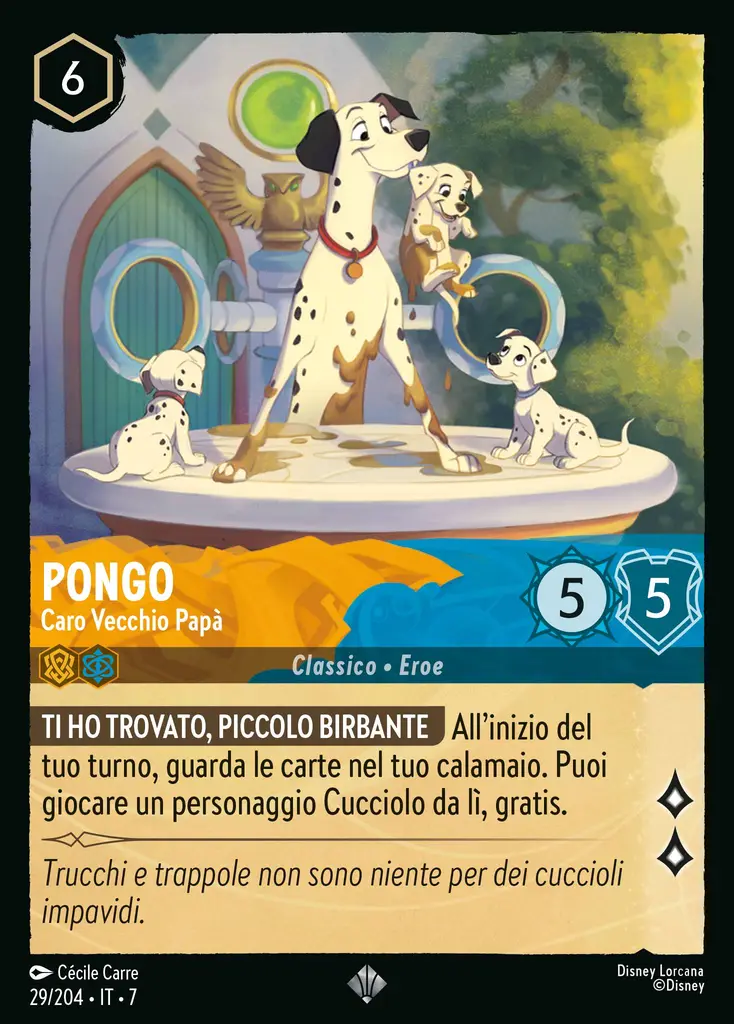 6
PONGO
Caro Vecchio Papà
5
5
Classico • Eroe
TI HO TROVATO, PICCOLO BIRBANTE All'inizio del
tuo turno, guarda le carte nel tuo calamaio. Puoi
giocare un personaggio Cucciolo da lì, gratis.
Trucchi e trappole non sono niente per dei cuccioli
impavidi.
Cécile Carre
29/204 • IT • 7
Disney Lorcana
©Disney